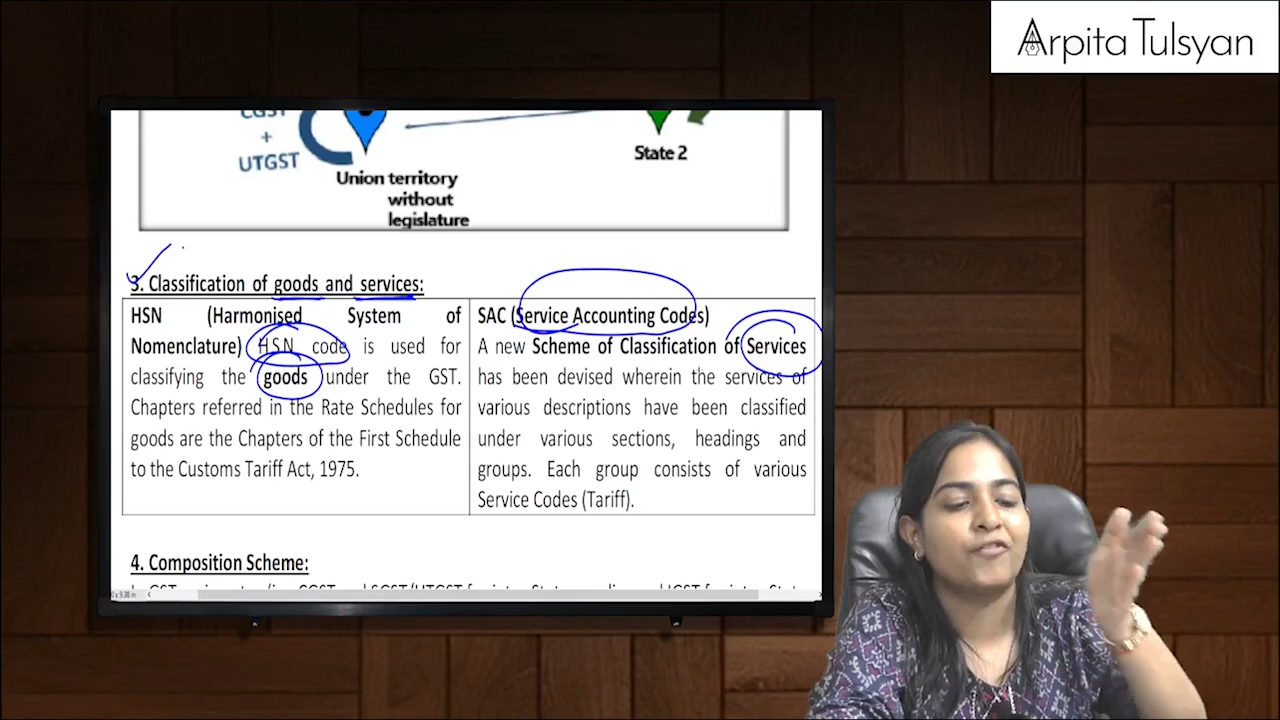 Arpita Tulsyan
CGST
+
UTGST
Union territory
without
legislature
State 2
3. Classification of goods and services:
HSN (Harmonised System of
Nomenclature) HSN code is used for
classifying the goods under the GST.
Chapters referred in the Rate Schedules for
goods are the Chapters of the First Schedule
to the Customs Tariff Act, 1975.
SAC (Service Accounting Codes)
A new Scheme of Classification of Services
has been devised wherein the services of
various descriptions have been classified
under various sections, headings and
groups. Each group consists of various
Service Codes (Tariff).
4. Composition Scheme: